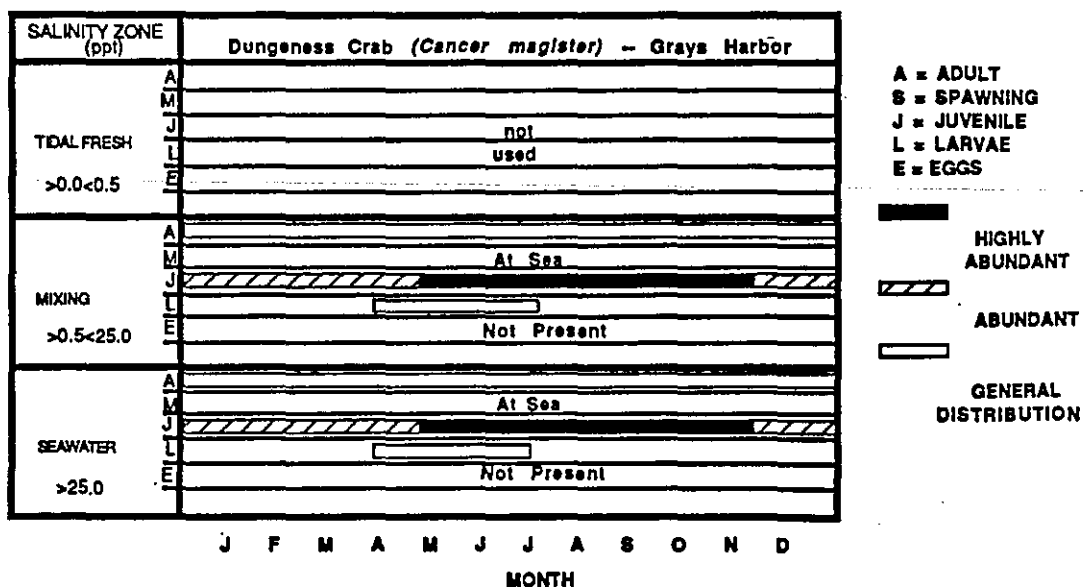 SALINITY ZONE
(ppt)
Dungeness Crab (Cancer magister) – Grays Harbor
A
M
J
L
E
TIDAL FRESH
>0.0<0.5
not
used
A
M
J
L
E
MIXING
>0.5<25.0
At Sea
Not Present
A
M
J
L
E
SEAWATER
>25.0
At Sea
Not Present
J F M A M J J A S O N D
MONTH
A = ADULT
S = SPAWNING
J = JUVENILE
L = LARVAE
E = EGGS
HIGHLY
ABUNDANT
ABUNDANT
GENERAL
DISTRIBUTION